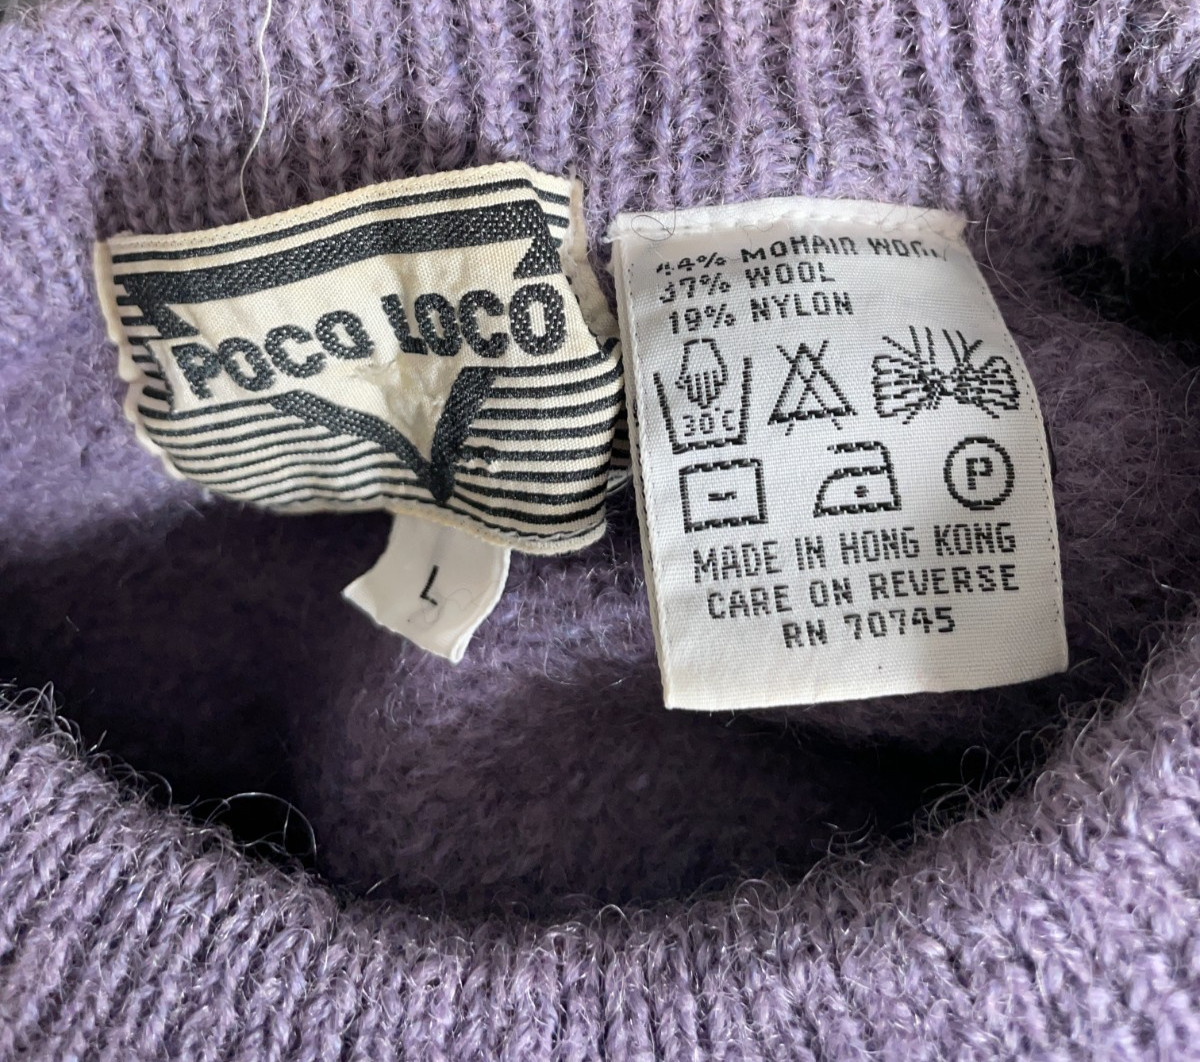 POCO LOCO
L
44% MOHAIR WOOL
37% WOOL
19% NYLON
30°C
P
MADE IN HONG KONG
CARE ON REVERSE
RN 70745